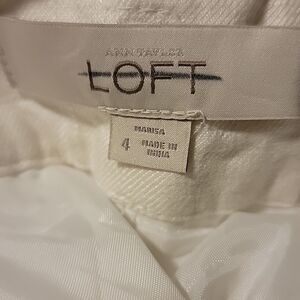 ANN TAYLOR
LOFT
MARISA
4
MADE IN
INDIA